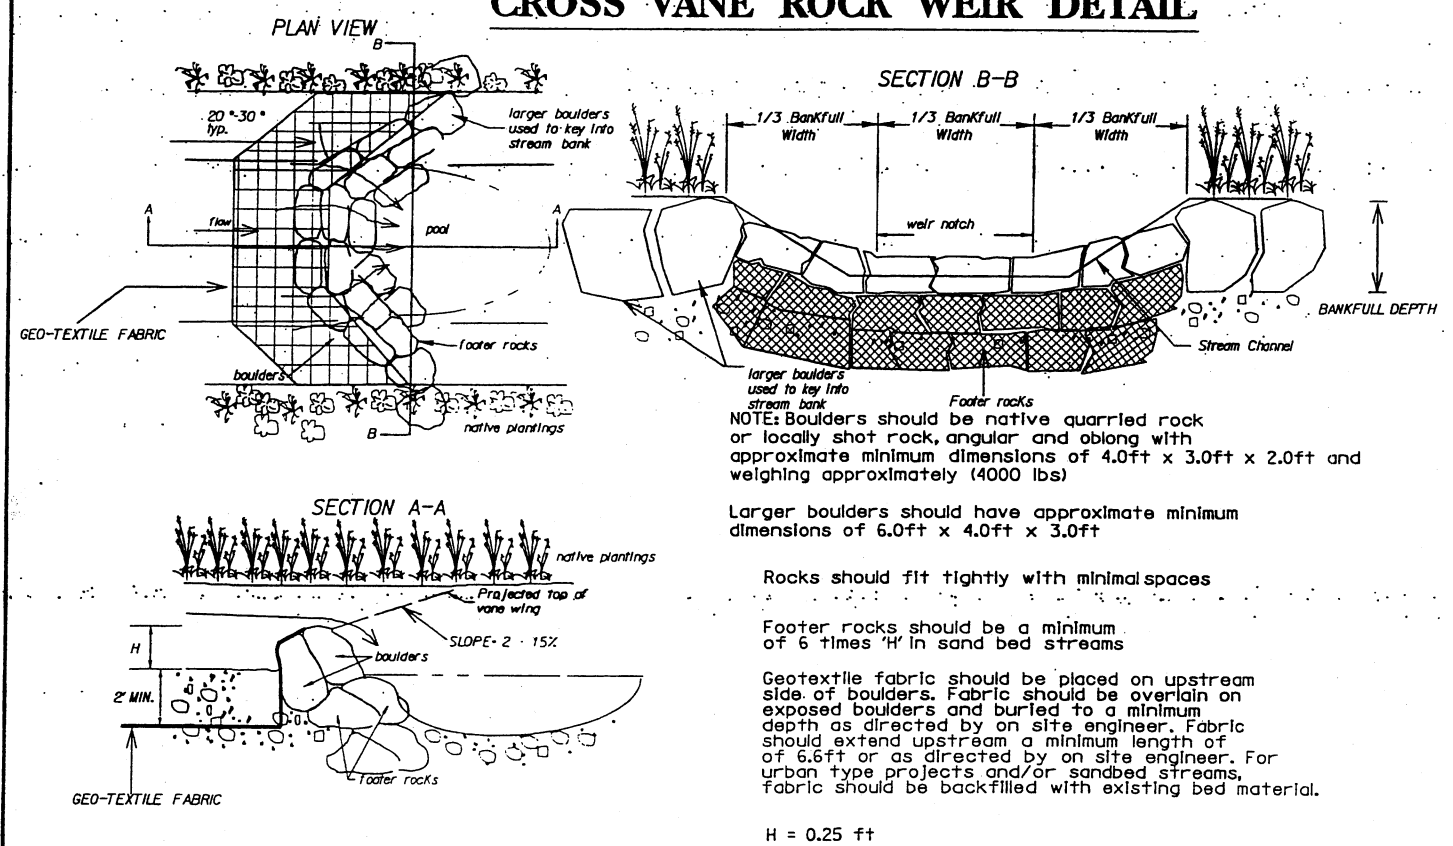 CROSS VANE ROCK WEIR DETAIL
PLAN VIEW
B
20°-30°
typ.
larger boulders
used to key into
stream bank
A
A
flow
pool
GEO-TEXTILE FABRIC
footer rocks
boulders
B
native plantings
SECTION B-B
1/3 Bankfull
Width
1/3 Bankfull
Width
1/3 Bankfull
Width
weir notch
BANKFULL DEPTH
Stream Channel
larger boulders
used to key into
stream bank
Footer rocks
NOTE: Boulders should be native quarried rock
or locally shot rock, angular and oblong with
approximate minimum dimensions of 4.0ft x 3.0ft x 2.0ft and
weighing approximately (4000 lbs)
Larger boulders should have approximate minimum
dimensions of 6.0ft x 4.0ft x 3.0ft
Rocks should fit tightly with minimal spaces
Footer rocks should be a minimum
of 6 times 'H' in sand bed streams
Geotextile fabric should be placed on upstream
side of boulders. Fabric should be overlain on
exposed boulders and buried to a minimum
depth as directed by on site engineer. Fabric
should extend upstream a minimum length of
of 6.6ft or as directed by on site engineer. For
urban type projects and/or sandbed streams,
fabric should be backfilled with existing bed material.
H = 0.25 ft
SECTION A-A
native plantings
Projected top of
vane wing
SLOPE- 2 - 15%
H
boulders
2' MIN.
footer rocks
GEO-TEXTILE FABRIC